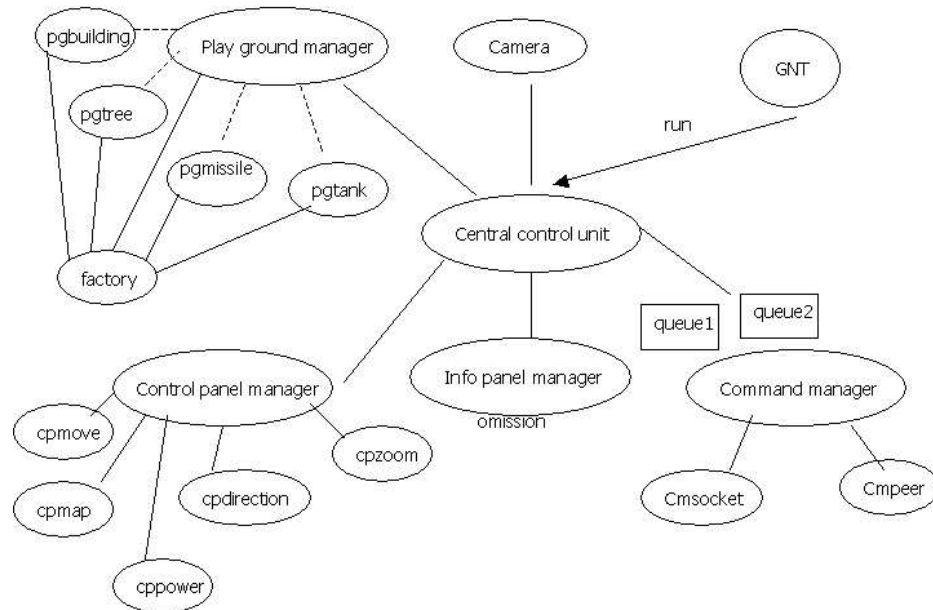 pgbuilding
Play ground manager
Camera
GNT
pgtree
run
pgmissile
pgtank
Central control unit
factory
queue1
queue2
Control panel manager
Info panel manager
Command manager
omission
cpmove
cpzoom
cpmap
cpdirection
Cmsocket
Cmpeer
cppower